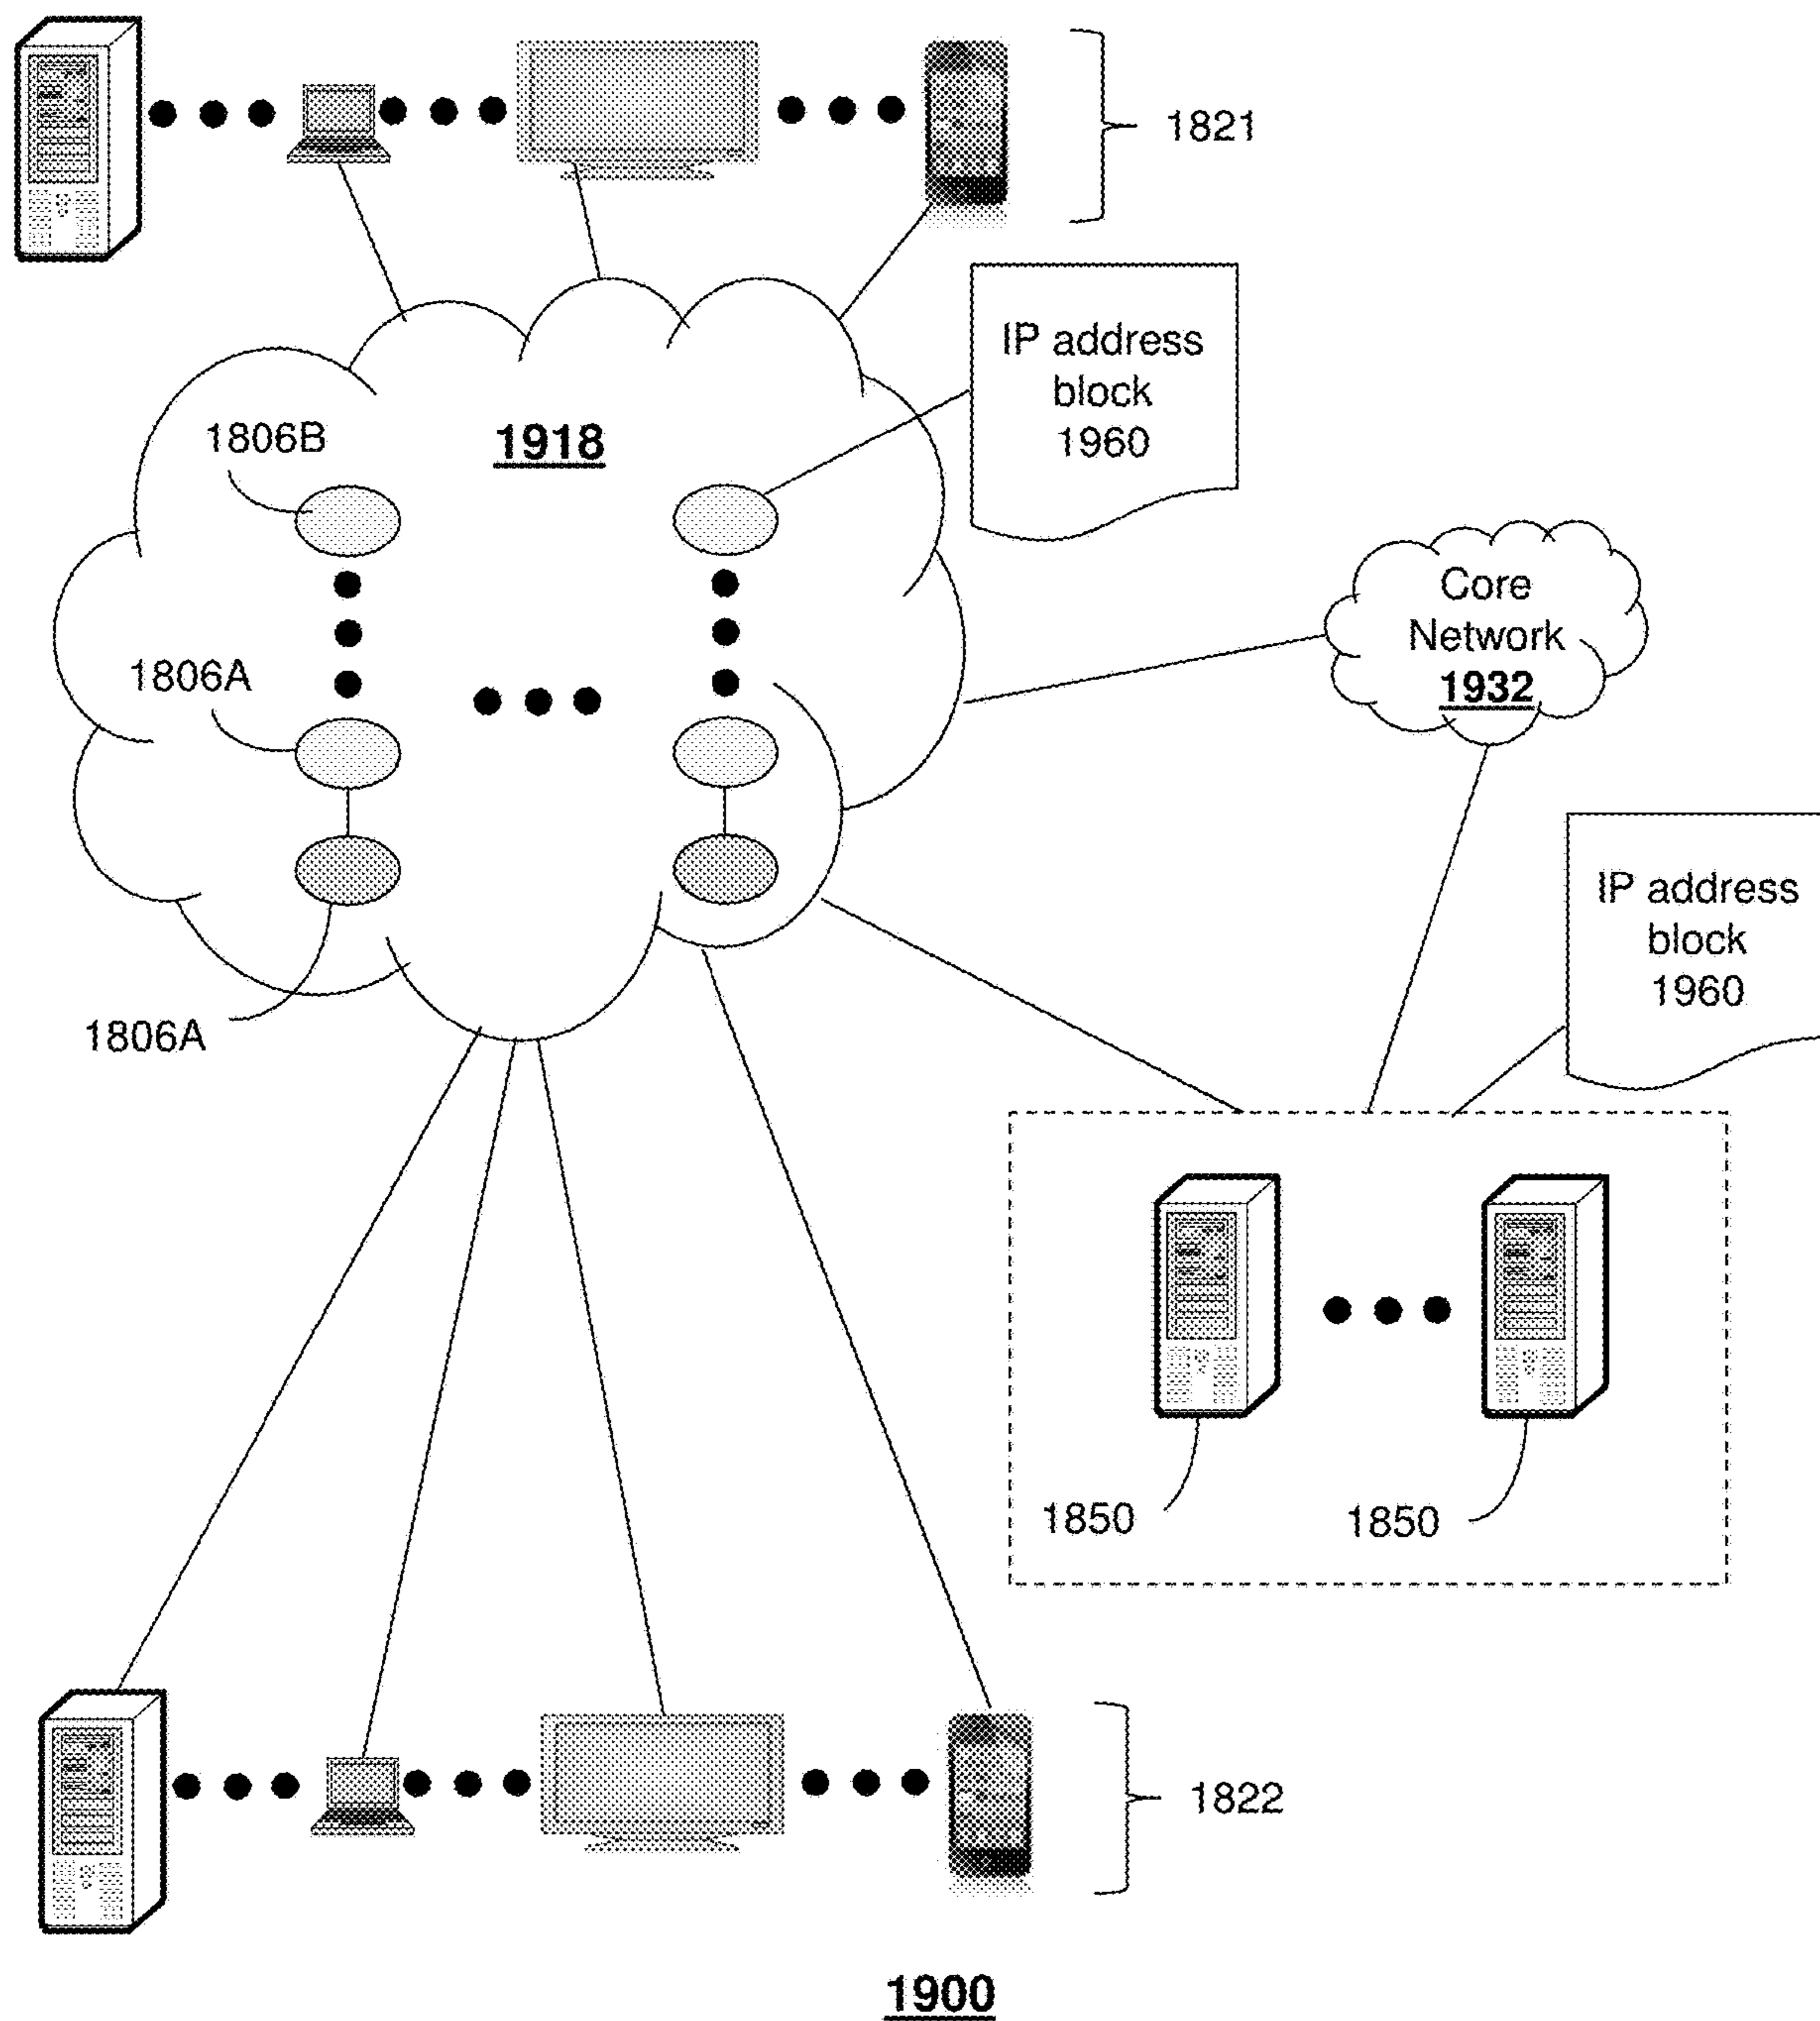 1821
IP address
block
1960
1806B
1918
Core
Network
1932
1806A
IP address
block
1960
1806A
1850
1850
1822
1900